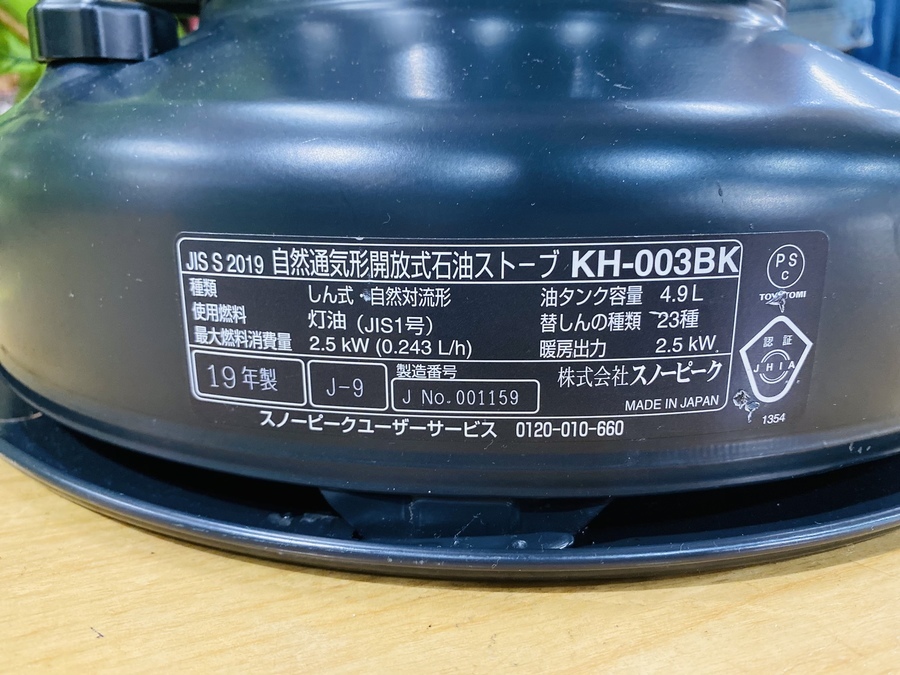 JIS S 2019 自然通気形開放式石油ストーブ KH-003BK
種類 しん式・自然対流形 油タンク容量 4.9L
使用燃料 灯油(JIS1号) 替しんの種類 23種
最大燃料消費量 2.5 kW (0.243 L/h) 暖房出力 2.5 kW
19年製 J-9 製造番号 J No.001159 株式会社スノーピーク
MADE IN JAPAN
スノーピークユーザーサービス 0120-010-660
PS
C
TOYOTOMI
認証
JHIA
1354